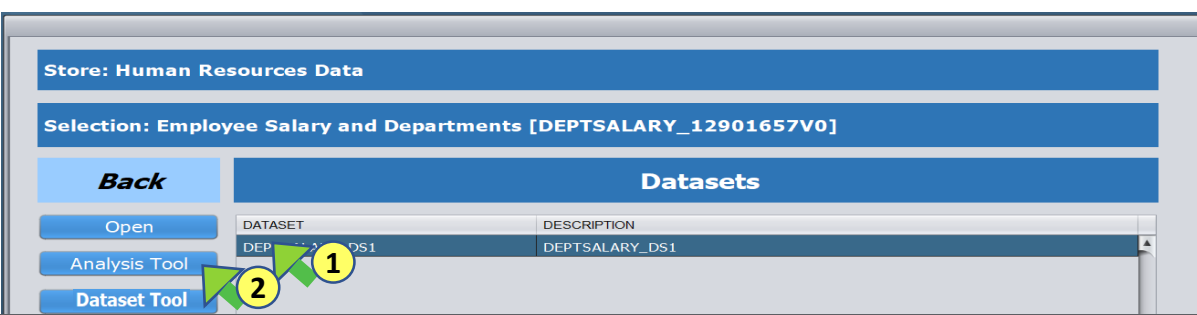 Store: Human Resources Data
Selection: Employee Salary and Departments [DEPTSALARY_12901657V0]
Back
Datasets
Open
DATASET DESCRIPTION
DEPTSALARY_DS1
Analysis Tool
1
2
Dataset Tool